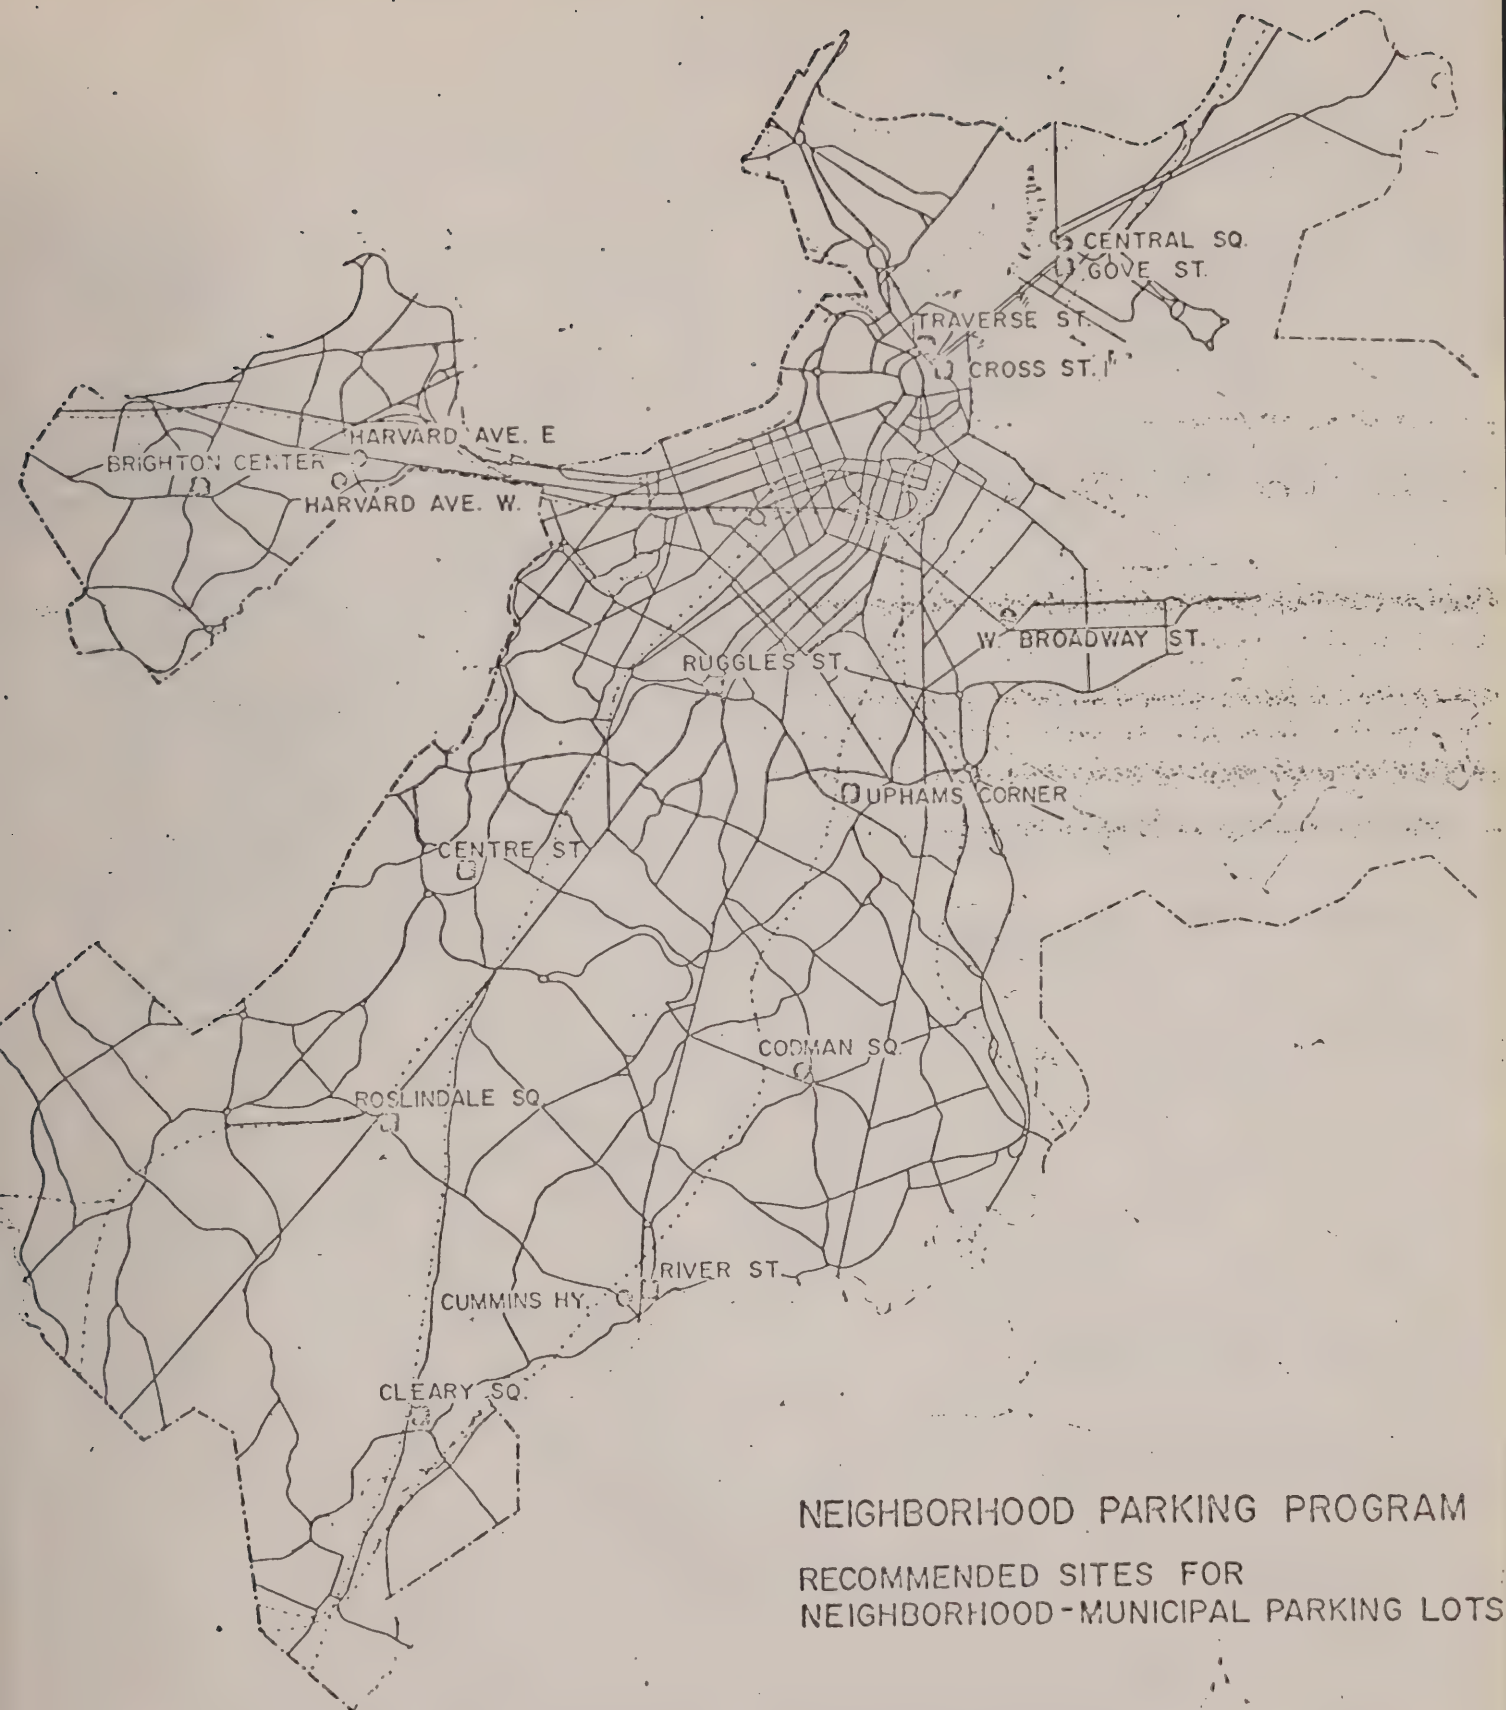 CENTRAL SQ.
GOVE ST.
TRAVERSE ST.
CROSS ST.
HARVARD AVE. E
BRIGHTON CENTER
HARVARD AVE. W.
W. BROADWAY ST.
RUGGLES ST.
UPHAMS CORNER
CENTRE ST.
CODMAN SQ.
ROSLINDALE SQ.
RIVER ST.
CUMMINS HY.
CLEARY SQ.
NEIGHBORHOOD PARKING PROGRAM
RECOMMENDED SITES FOR
NEIGHBORHOOD-MUNICIPAL PARKING LOTS